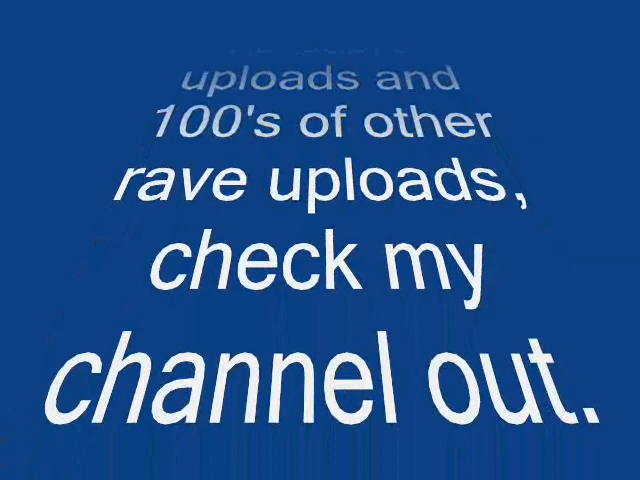 uploads and
100's of other
rave uploads,
check my
channel out.